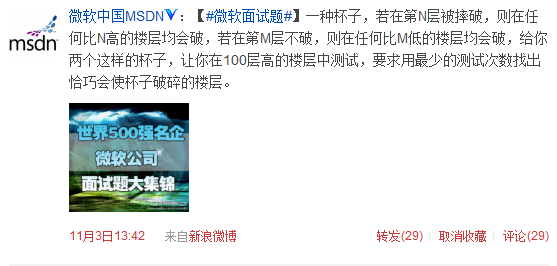 微软中国MSDN：【#微软面试题#】一种杯子，若在第N层被摔破，则在任
何比N高的楼层均会破，若在第M层不破，则在任何比M低的楼层均会破，给你
两个这样的杯子，让你在100层高的楼层中测试，要求用最少的测试次数找出
恰巧会使杯子破碎的楼层。
msdn
世界500强名企
微软公司
面试题大集锦
11月3日13:42 来自新浪微博 转发(29) 取消收藏 评论(29)